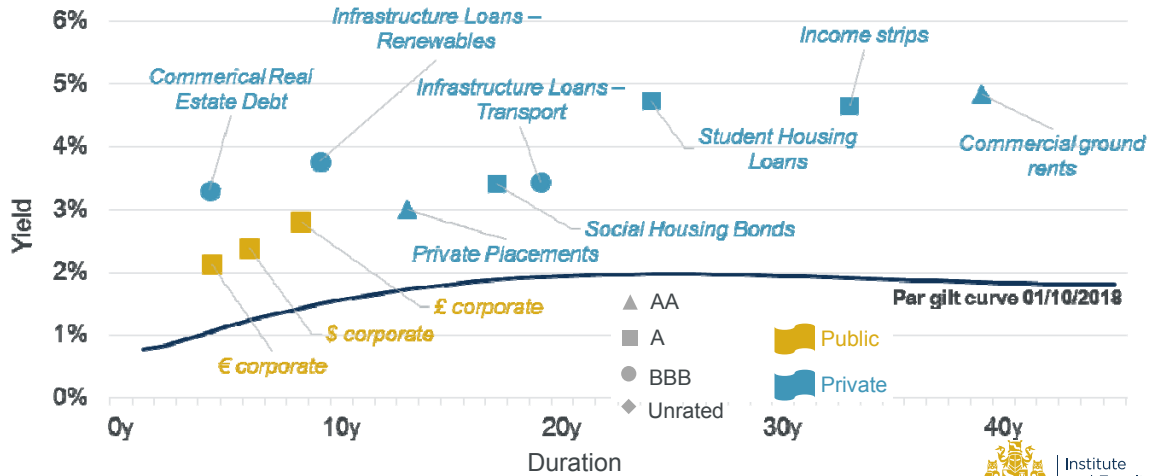 6%
5%
4%
3%
2%
1%
0%
Yield
Infrastructure Loans –
Renewables
Income strips
Commerical Real
Estate Debt
Infrastructure Loans –
Transport
Student Housing
Loans
Commercial ground
rents
Social Housing Bonds
Private Placements
Par gilt curve 01/10/2018
£ corporate
$ corporate
€ corporate
AA
A
BBB
Unrated
Public
Private
0y
10y
20y
30y
40y
Duration
Institute